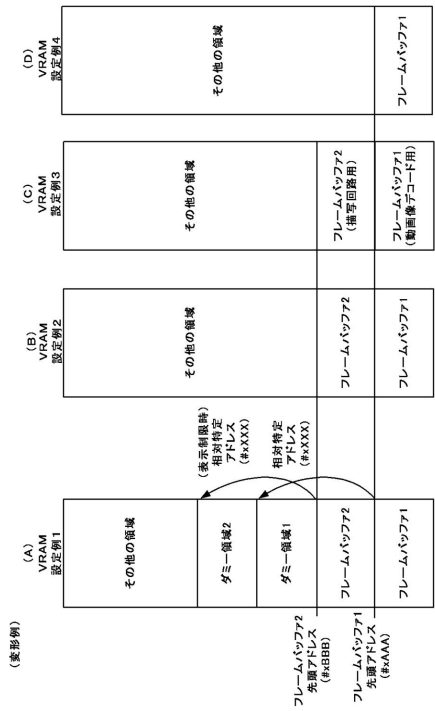 (変形例)
(A)
VRAM
設定例1
その他の領域
ダミー領域2
ダミー領域1
フレームバッファ2
フレームバッファ1
フレームバッファ2
先頭アドレス
(#xBBB)
フレームバッファ1
先頭アドレス
(#xAAA)
(表示制限時)
相対特定
アドレス
(#xXXX)
相対特定
アドレス
(#xXXX)
(B)
VRAM
設定例2
その他の領域
フレームバッファ2
フレームバッファ1
(C)
VRAM
設定例3
その他の領域
フレームバッファ2
(描写回路用)
フレームバッファ1
(動画像デコード用)
(D)
VRAM
設定例4
その他の領域
フレームバッファ1